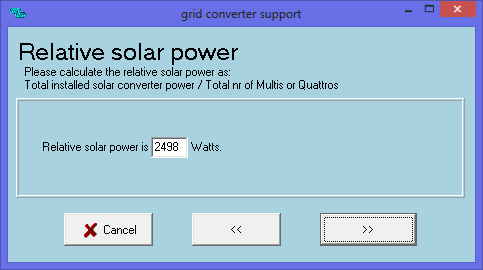 grid converter support
Relative solar power
Please calculate the relative solar power as:
Total installed solar converter power / Total nr of Multis or Quattros
Relative solar power is 2498 Watts.
Cancel << >>